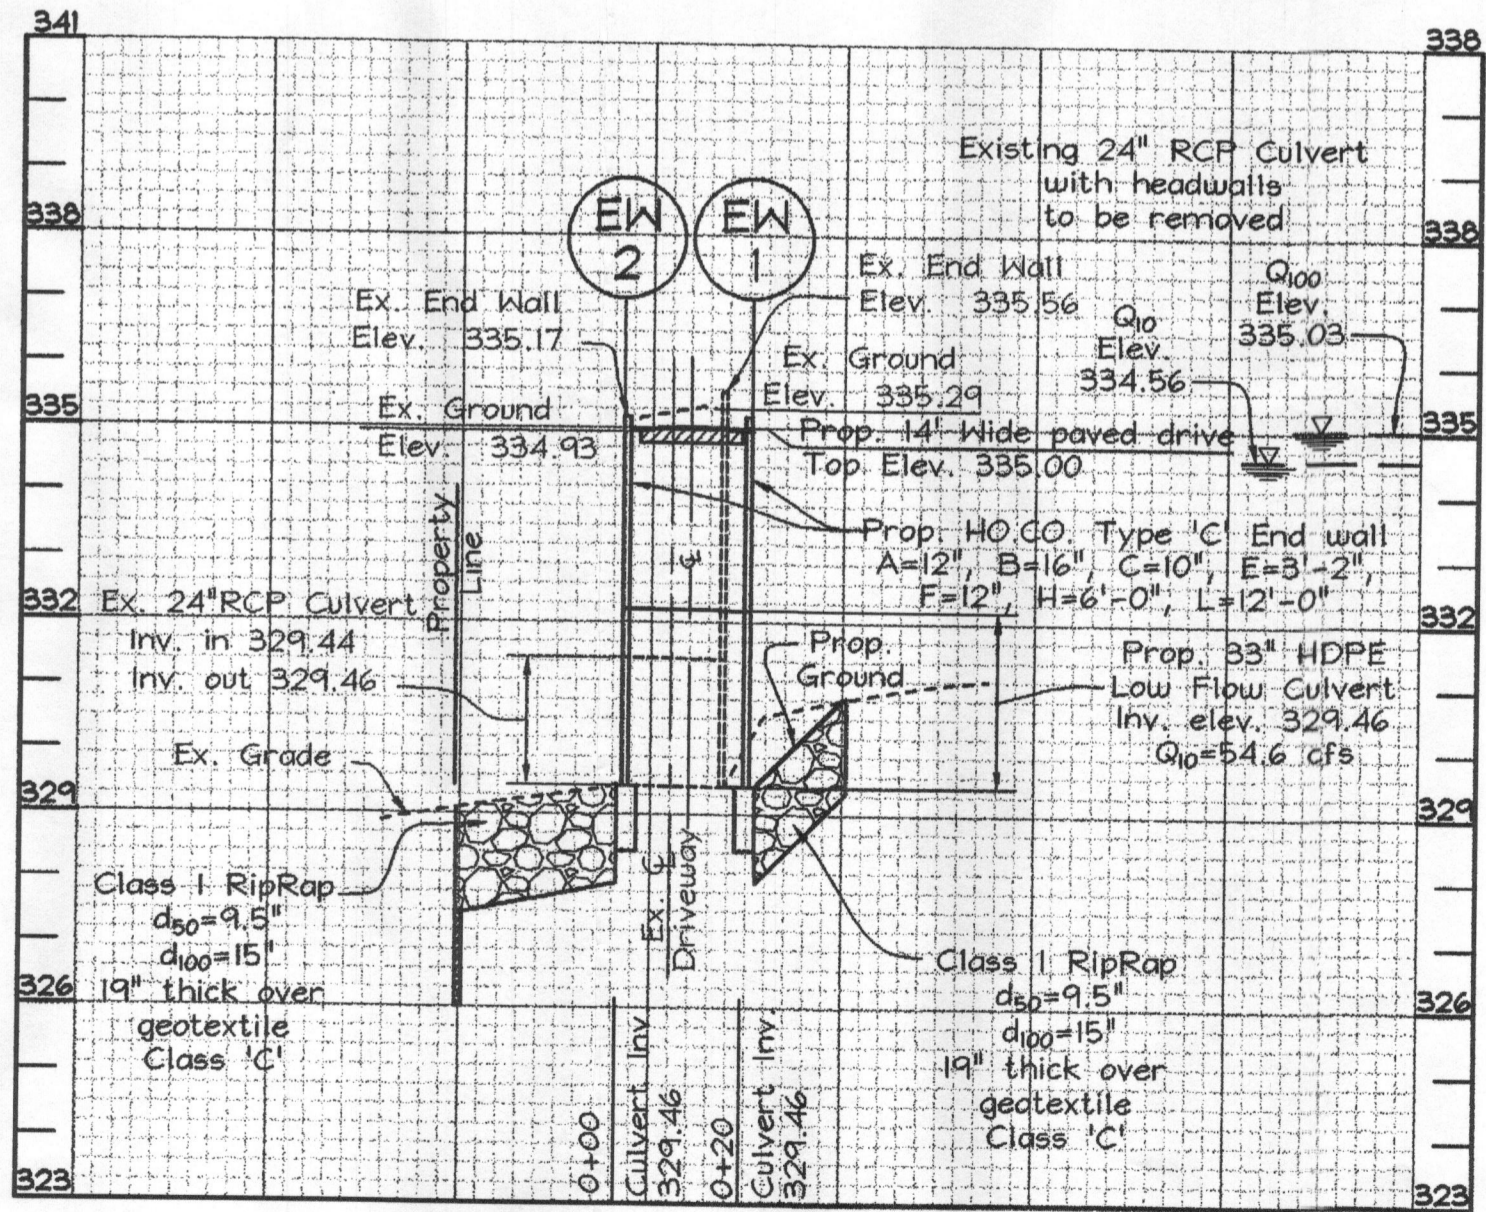 341
338
338
338
335
335
332
332
329
329
326
326
323
323
EW
2
EW
1
Existing 24" RCP Culvert
with headwalls
to be removed
Ex. End Wall
Elev. 335.17
Ex. End Wall
Elev. 335.56
Q10
Elev.
334.56
Q100
Elev.
335.03
Ex. Ground
Elev. 335.29
Ex. Ground
Elev. 334.93
Prop. 14' Wide paved drive
Top Elev. 335.00
Property
Line
℄
Prop. HO.CO. Type 'C' End wall
A=12", B=16", C=10", E=3'-2",
F=12", H=6'-0", L=12'-0"
Ex. 24"RCP Culvert
Inv. in 329.44
Inv. out 329.46
Prop.
Ground
Prop. 33" HDPE
Low Flow Culvert
Inv. elev. 329.46
Q10=54.6 cfs
Ex. Grade
Class I RipRap
d50=9.5"
d100=15"
19" thick over
geotextile
Class 'C'
Ex. ℄
Driveway
Class I RipRap
d50=9.5"
d100=15"
19" thick over
geotextile
Class 'C'
0+00
Culvert Inv.
329.46
0+20
Culvert Inv.
329.46